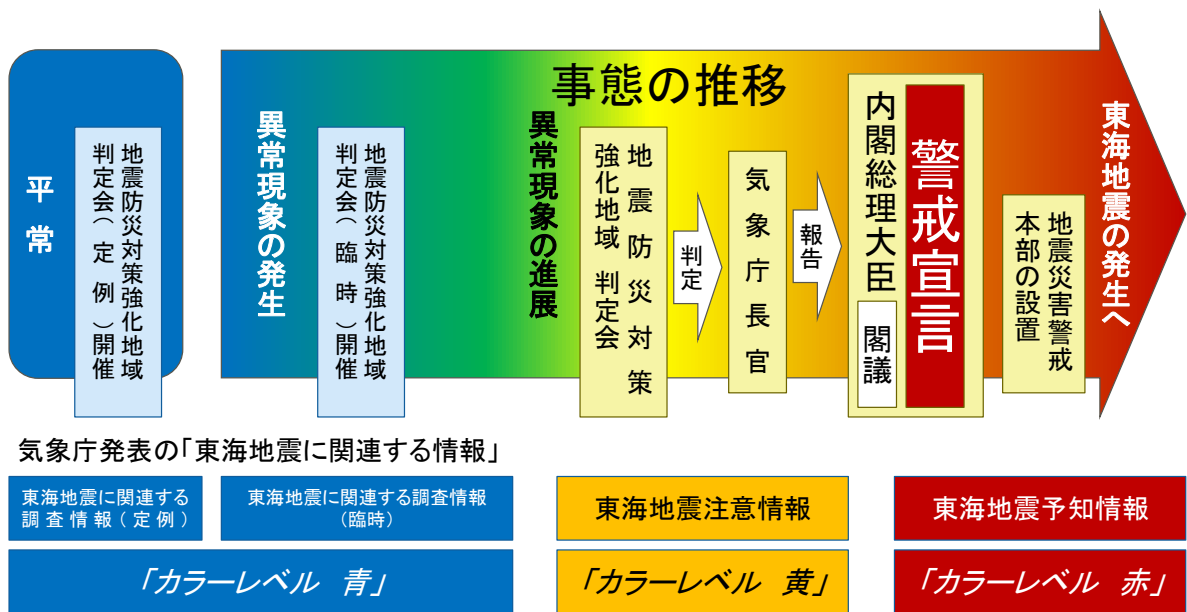 事態の推移
平常
地震防災対策強化地域
判定会(定例)開催
異常現象の発生
地震防災対策強化地域
判定会(臨時)開催
異常現象の進展
地震防災対策
強化地域 判定会
判定
気象庁長官
報告
内閣総理大臣
閣議
警戒宣言
地震災害警戒
本部の設置
東海地震の発生へ
気象庁発表の「東海地震に関連する情報」
東海地震に関連する
調査情報(定例)
東海地震に関連する調査情報
(臨時)
東海地震注意情報
東海地震予知情報
「カラーレベル 青」
「カラーレベル 黄」
「カラーレベル 赤」